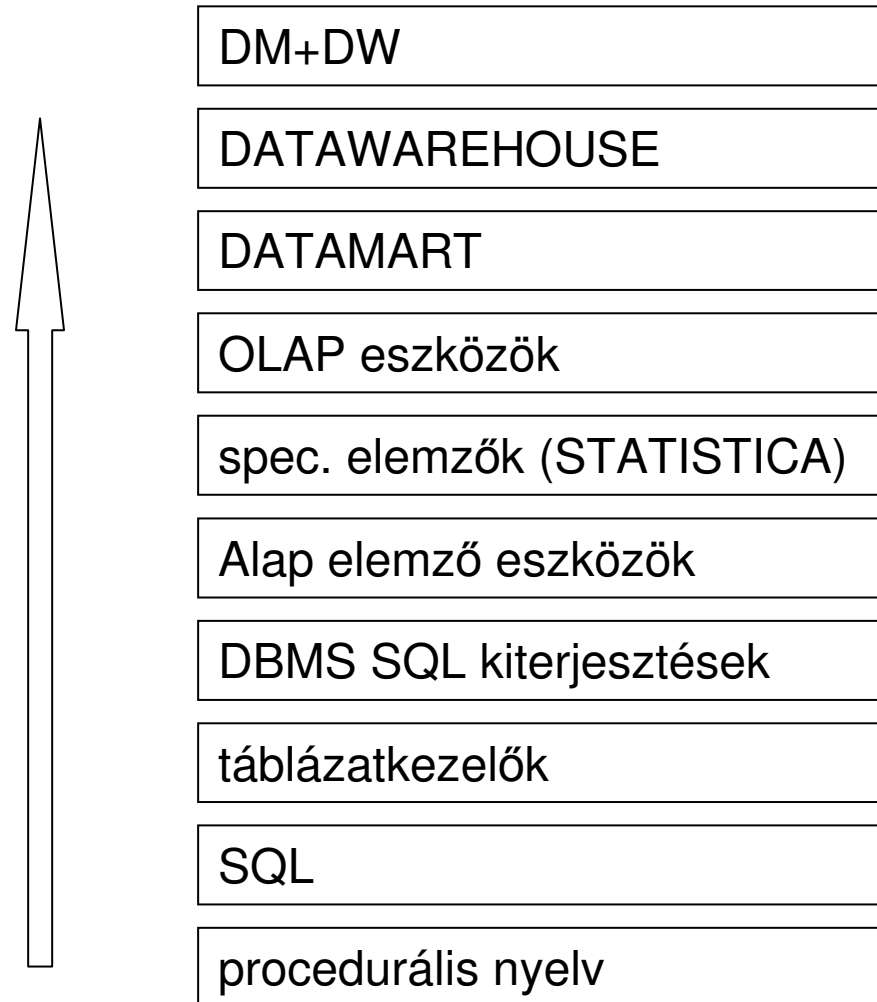 DM+DW
DATAWAREHOUSE
DATAMART
OLAP eszközök
spec. elemzők (STATISTICA)
Alap elemző eszközök
DBMS SQL kiterjesztések
táblázatkezelők
SQL
procedurális nyelv